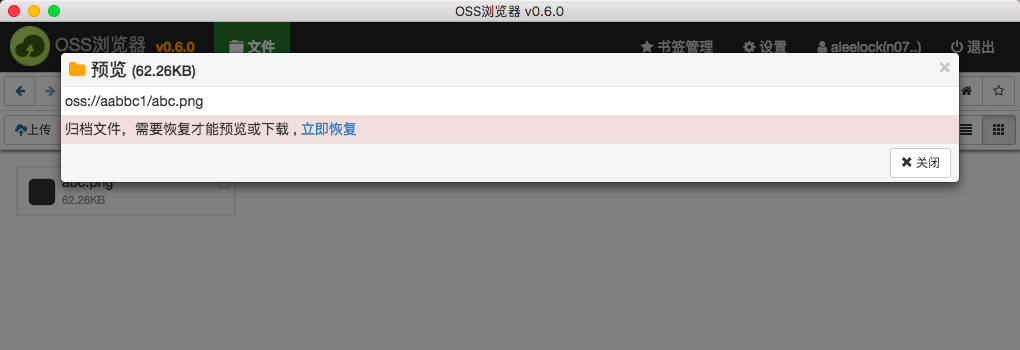 OSS浏览器 v0.6.0
OSS浏览器 v0.6.0 文件 书签管理 设置 aleelock(n07..) 退出
预览 (62.26KB) ×
oss://aabbc1/abc.png
归档文件，需要恢复才能预览或下载 , 立即恢复
上传
关闭
abc.png
62.26KB